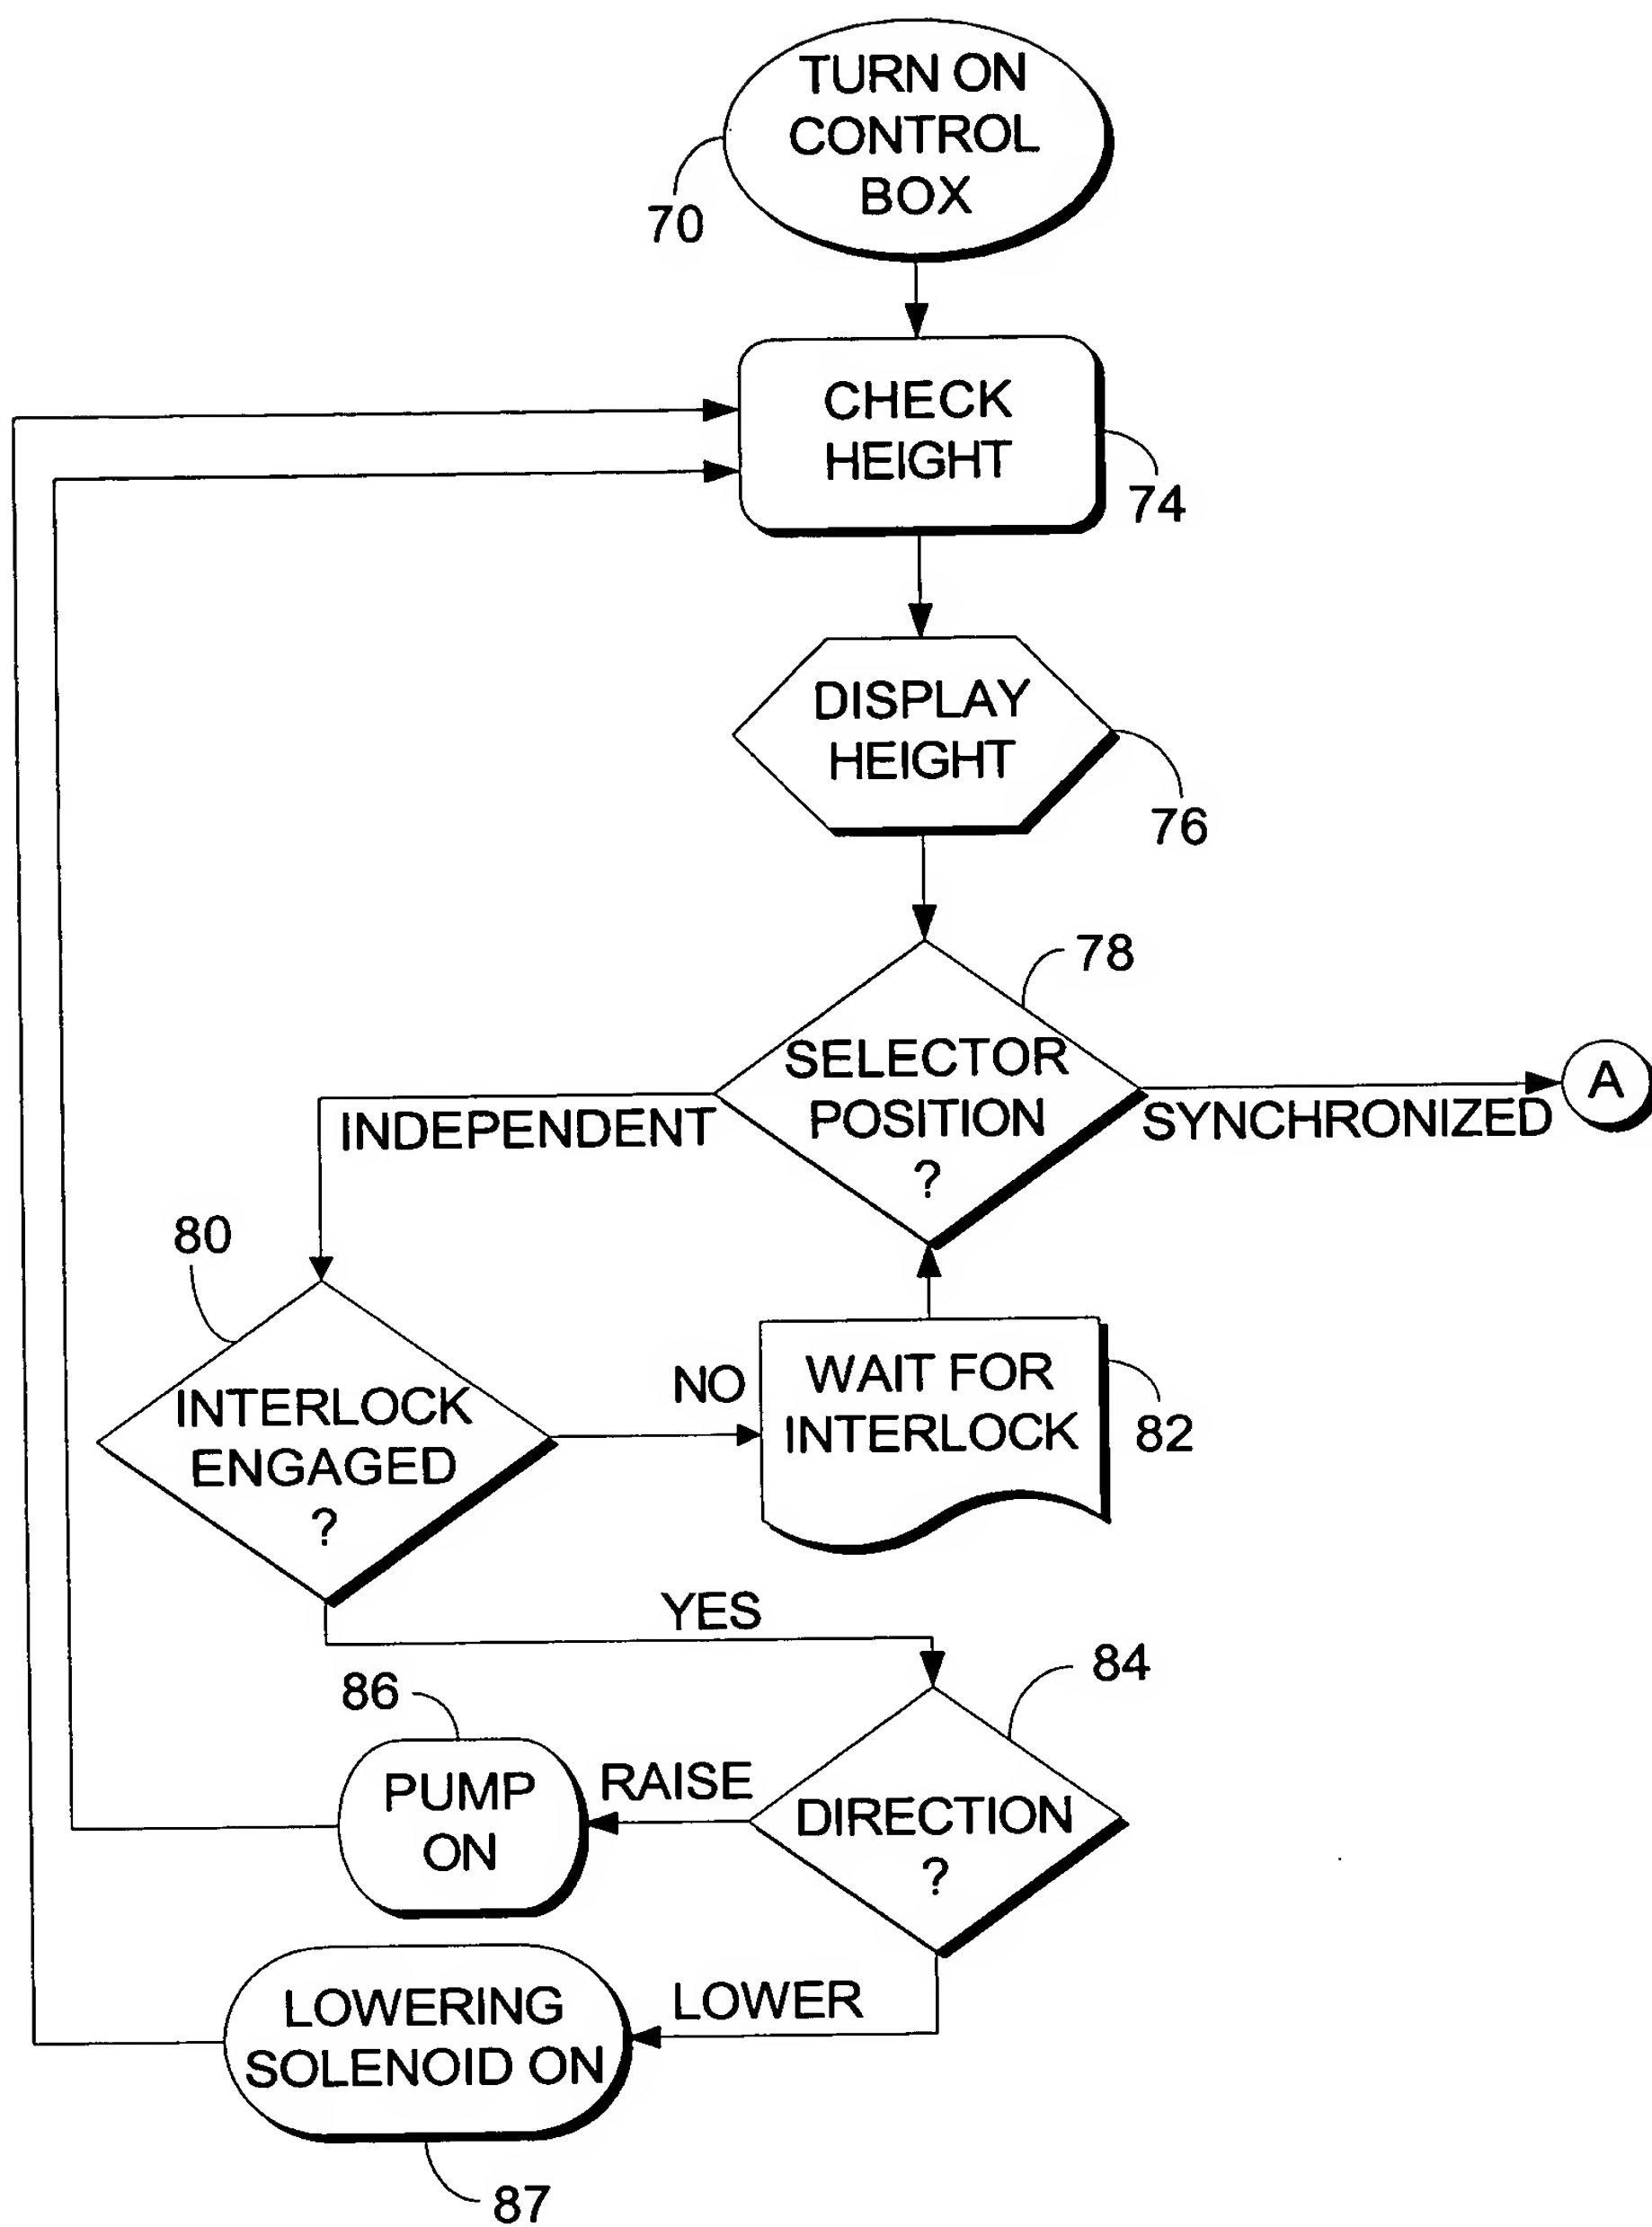 TURN ON
CONTROL
BOX
70
CHECK
HEIGHT
74
DISPLAY
HEIGHT
76
78
SELECTOR
POSITION
?
INDEPENDENT
SYNCHRONIZED
A
80
INTERLOCK
ENGAGED
?
NO
WAIT FOR
INTERLOCK
82
YES
84
86
PUMP
ON
RAISE
DIRECTION
?
LOWERING
SOLENOID ON
LOWER
87